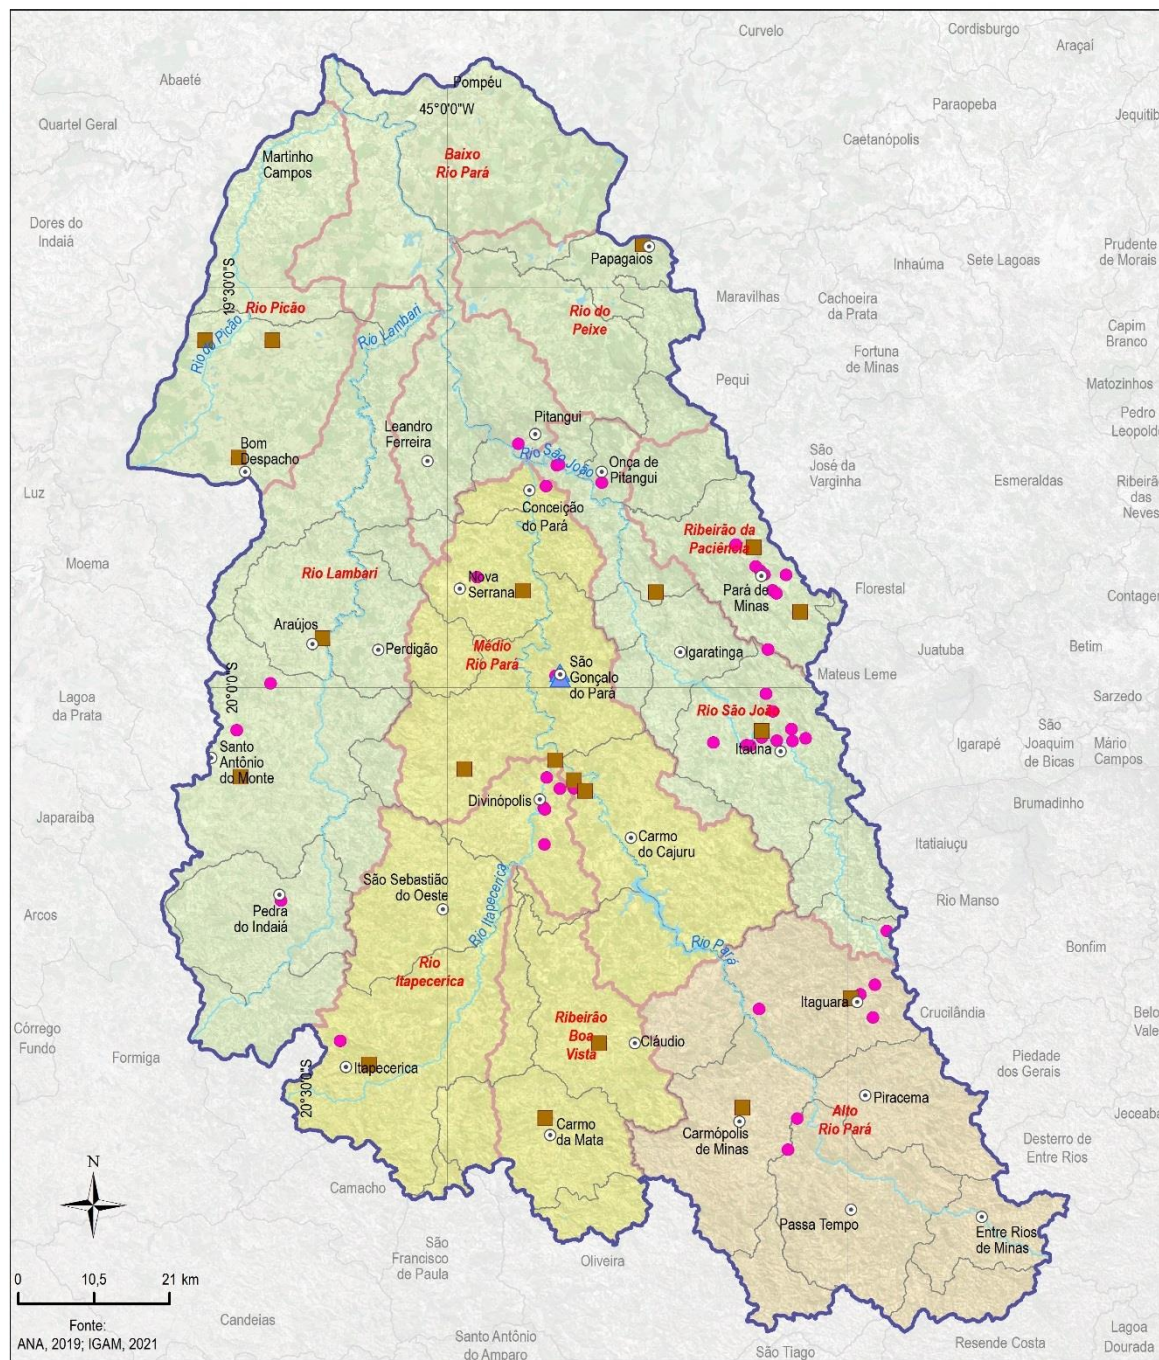 Curvelo
Cordisburgo
Araçaí
Abaeté
Pompéu
45°0'0"W
Paraopeba
Jequitib
Quartel Geral
Caetanópolis
Martinho
Campos
Baixo
Rio Pará
Dores do
Indaiá
Papagaios
Prudente
de Morais
Inhaúma
Sete Lagoas
19°30'0"S
Maravilhas
Cachoeira
da Prata
Rio Picão
Rio do
Peixe
Rio Lambari
Rio do Picão
Capim
Branco
Fortuna
de Minas
Pequi
Matozinhos
Pedro
Leopold
Leandro
Ferreira
Pitangui
Bom
Despacho
Rio São João
Onça de
Pitangui
São
José da
Varginha
Esmeraldas
Ribeirã
das
Neves
Luz
Conceição
do Pará
Ribeirão da
Paciência
Moema
Rio Lambari
Nova
Serrana
Pará de
Minas
Florestal
Contagem
Araújos
Perdigão
Médio
Rio Pará
São
Gonçalo
do Pará
Igaratinga
Juatuba
Betim
Mateus Leme
20°0'0"S
Lagoa
da Prata
Sarzedo
Rio São João
Itaúna
Igarapé
São
Joaquim
de Bicas
Mário
Campos
Santo
Antônio
do Monte
Divinópolis
Brumadinho
Japaraiba
Carmo
do Cajuru
Itatiaiuçu
São Sebastião
do Oeste
Rio Itapecerica
Pedra
do Indaiá
Arcos
Rio Manso
Bonfim
Rio Pará
Rio
Itapecerica
Itaguara
Crucilândia
Belo
Vale
Córrego
Fundo
Formiga
Ribeirão
Boa
Vista
Cláudio
Itapecerica
20°30'0"S
Piedade
dos Gerais
Piracema
Alto
Rio Pará
Jeceaba
Carmo
da Mata
Carmópolis
de Minas
Desterro de
Entre Rios
N
Camacho
Passa Tempo
Entre Rios
de Minas
São
Francisco
de Paula
Oliveira
0 10,5 21 km
Fonte:
ANA, 2019; IGAM, 2021
Candeias
Santo Antônio
do Amparo
São Tiago
Resende Costa
Lagoa
Dourada